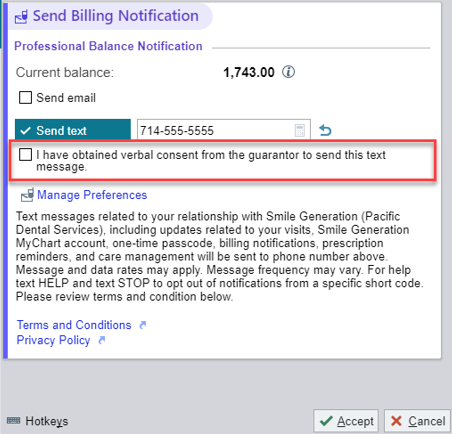 Send Billing Notification
Professional Balance Notification
Current balance: 1,743.00
Send email
Send text 714-555-5555
I have obtained verbal consent from the guarantor to send this text
message.
Manage Preferences
Text messages related to your relationship with Smile Generation (Pacific
Dental Services), including updates related to your visits, Smile Generation
MyChart account, one-time passcode, billing notifications, prescription
reminders, and care management will be sent to phone number above.
Message and data rates may apply. Message frequency may vary. For help
text HELP and text STOP to opt out of notifications from a specific short code.
Please review terms and condition below.
Terms and Conditions
Privacy Policy
Hotkeys Accept Cancel